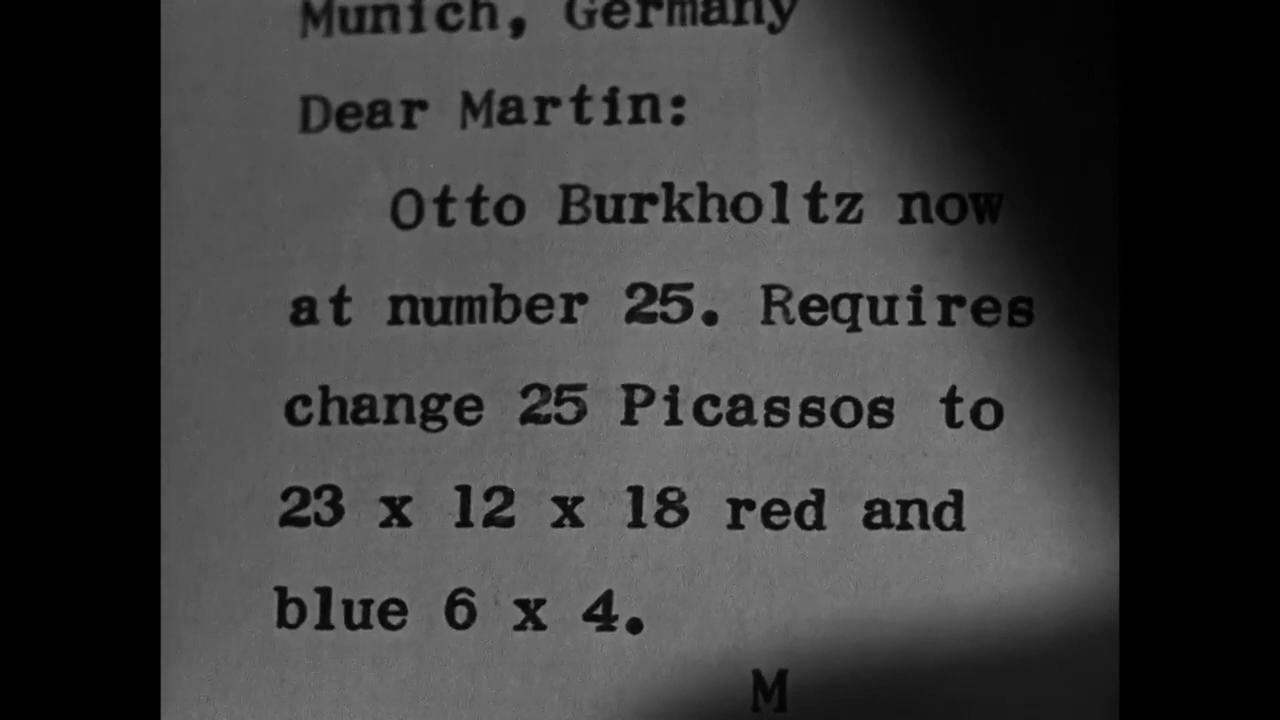 Munich, Germany
Dear Martin:
Otto Burkholtz now
at number 25. Requires
change 25 Picassos to
23 x 12 x 18 red and
blue 6 x 4.
M